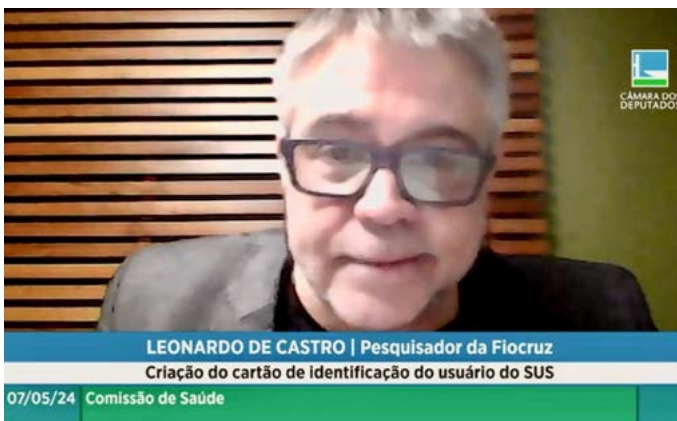 CÂMARA DOS
DEPUTADOS
LEONARDO DE CASTRO | Pesquisador da Fiocruz
Criação do cartão de identificação do usuário do SUS
07/05/24 Comissão de Saúde